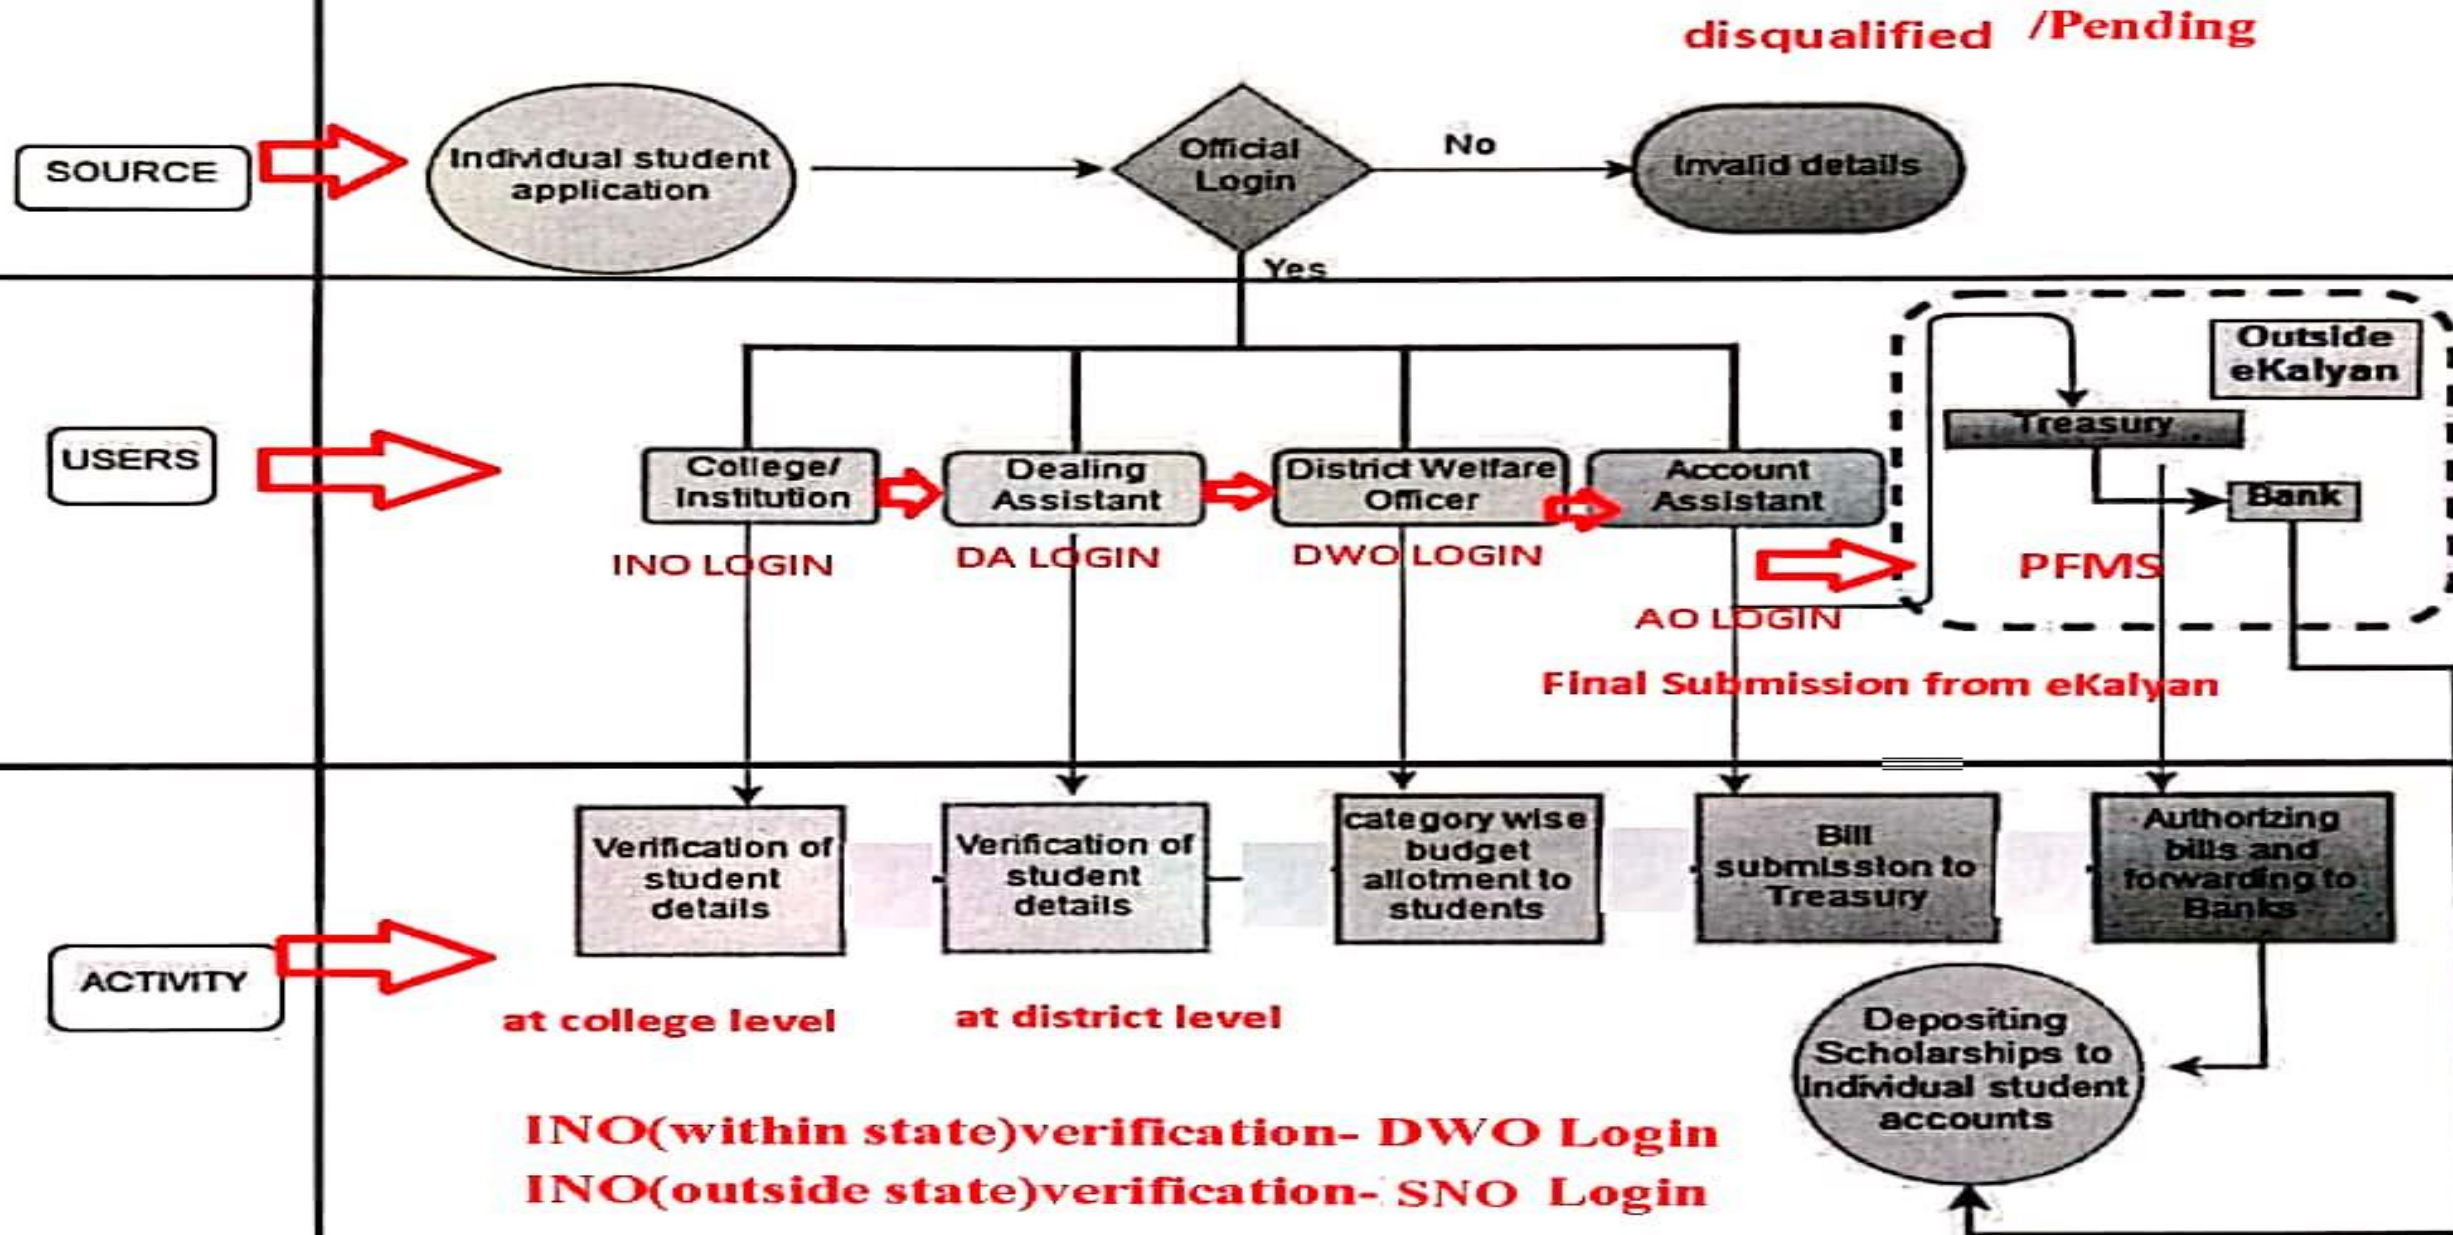 disqualified /Pending
SOURCE
Individual student
application
Official
Login
No
Invalid details
Yes
Outside
eKalyan
Treasury
USERS
College/
Institution
Dealing
Assistant
District Welfare
Officer
Account
Assistant
Bank
INO LOGIN
DA LOGIN
DWO LOGIN
PFMS
AO LOGIN
Final Submission from eKalyan
ACTIVITY
Verification of
student
details
Verification of
student
details
category wise
budget
allotment to
students
Bill
submission to
Treasury
Authorizing
bills and
forwarding to
Banks
at college level
at district level
Depositing
Scholarships to
Individual student
accounts
INO(within state)verification- DWO Login
INO(outside state)verification- SNO Login